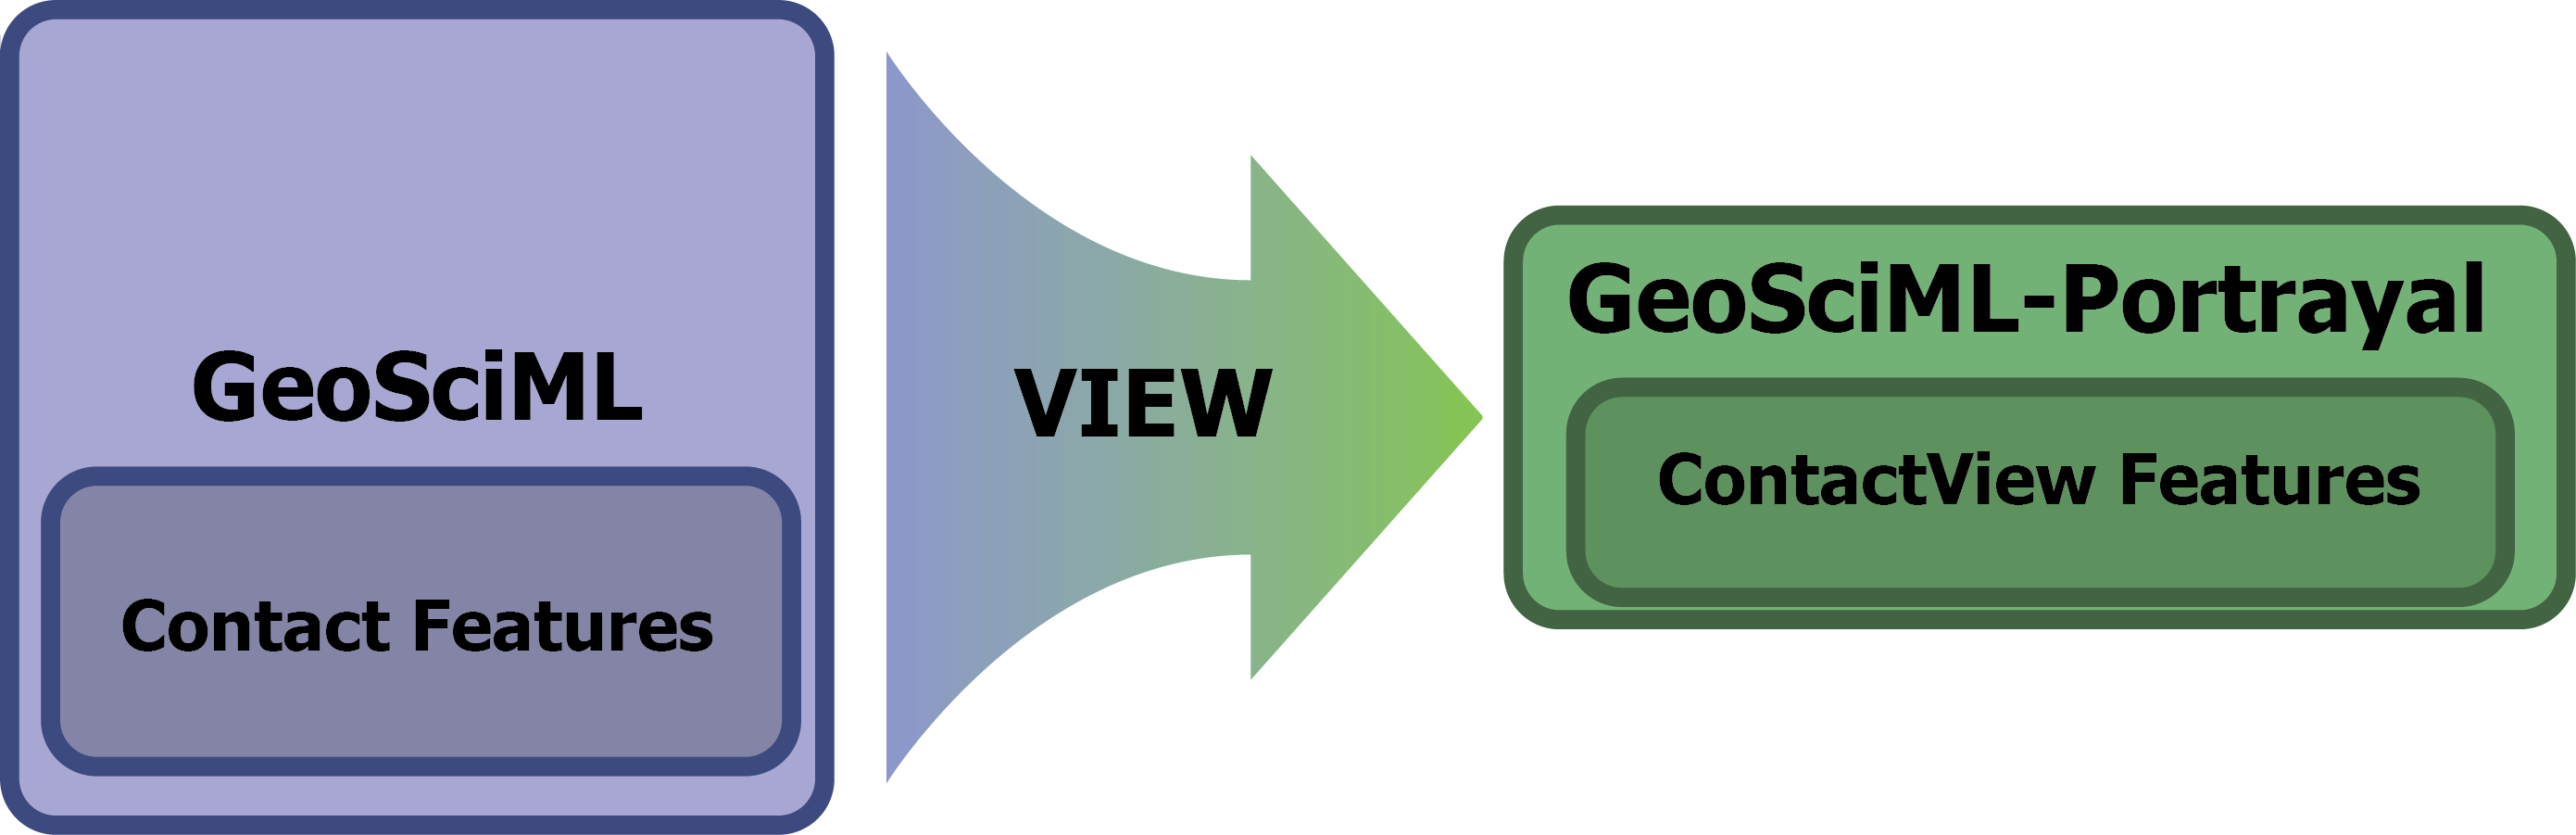 GeoSciML
Contact Features
VIEW
GeoSciML-Portrayal
ContactView Features